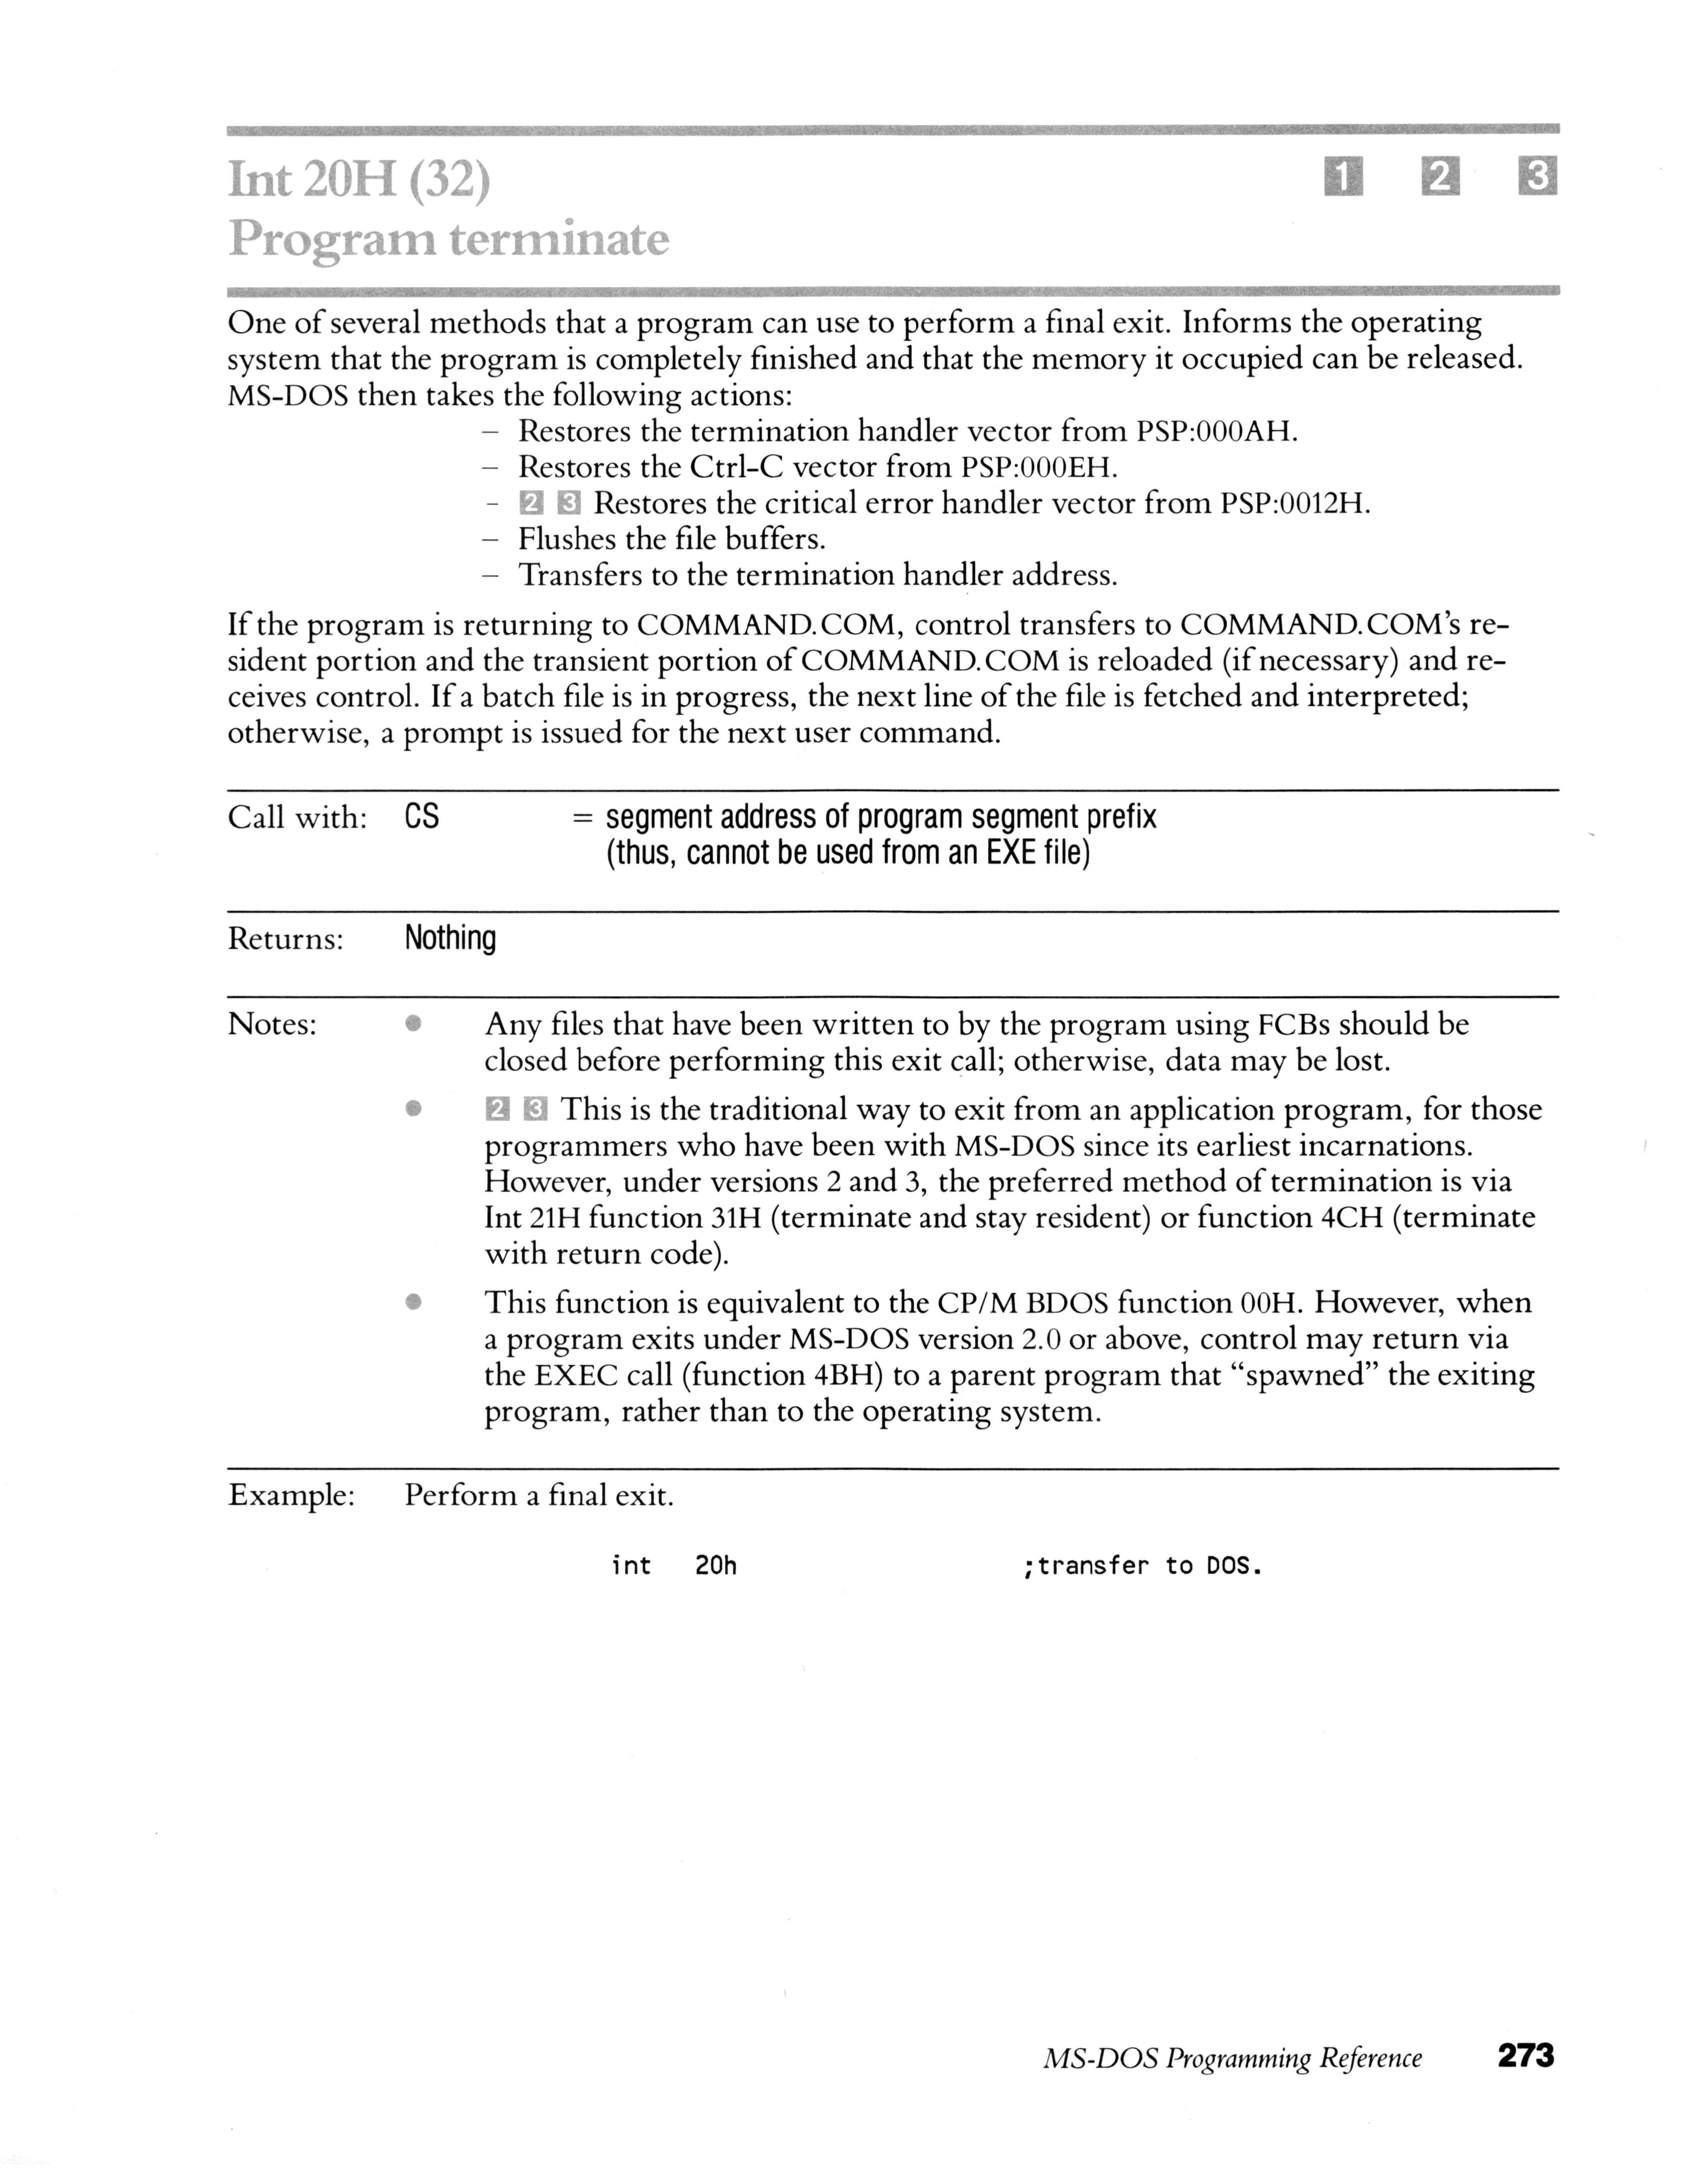 Int 20H (32) 1 2 3
Program terminate
One of several methods that a program can use to perform a final exit. Informs the operating
system that the program is completely finished and that the memory it occupied can be released.
MS-DOS then takes the following actions:
– Restores the termination handler vector from PSP:000AH.
– Restores the Ctrl-C vector from PSP:000EH.
– 2 3 Restores the critical error handler vector from PSP:0012H.
– Flushes the file buffers.
– Transfers to the termination handler address.
If the program is returning to COMMAND.COM, control transfers to COMMAND.COM's re-
sident portion and the transient portion of COMMAND.COM is reloaded (if necessary) and re-
ceives control. If a batch file is in progress, the next line of the file is fetched and interpreted;
otherwise, a prompt is issued for the next user command.
Call with: CS = segment address of program segment prefix
(thus, cannot be used from an EXE file)
Returns: Nothing
Notes: • Any files that have been written to by the program using FCBs should be
closed before performing this exit call; otherwise, data may be lost.
• 2 3 This is the traditional way to exit from an application program, for those
programmers who have been with MS-DOS since its earliest incarnations.
However, under versions 2 and 3, the preferred method of termination is via
Int 21H function 31H (terminate and stay resident) or function 4CH (terminate
with return code).
• This function is equivalent to the CP/M BDOS function 00H. However, when
a program exits under MS-DOS version 2.0 or above, control may return via
the EXEC call (function 4BH) to a parent program that “spawned” the exiting
program, rather than to the operating system.
Example: Perform a final exit.
int 20h ;transfer to DOS.
MS-DOS Programming Reference 273